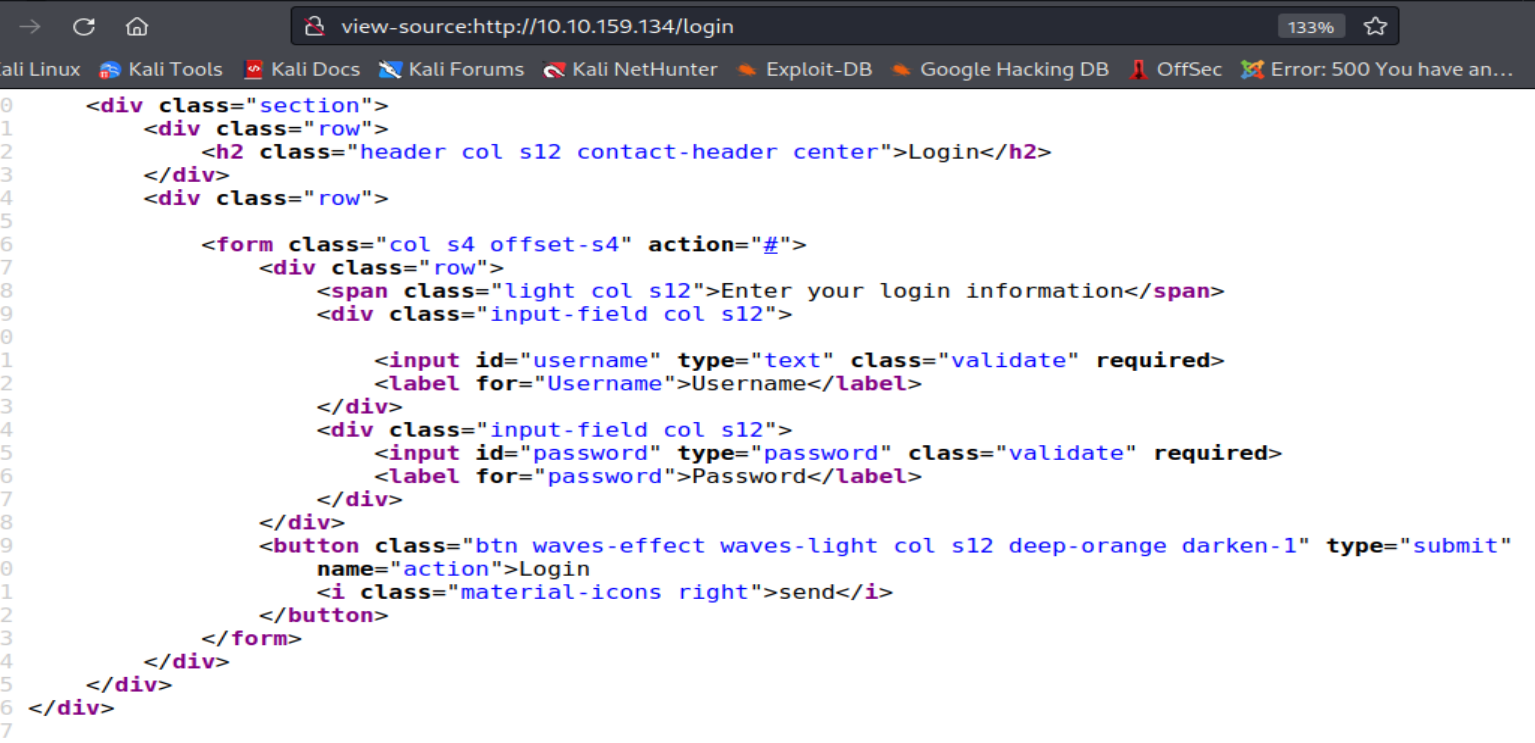 view-source:http://10.10.159.134/login 133%
ali Linux Kali Tools Kali Docs Kali Forums Kali NetHunter Exploit-DB Google Hacking DB OffSec Error: 500 You have an...
0 <div class="section">
1 <div class="row">
2 <h2 class="header col s12 contact-header center">Login</h2>
3 </div>
4 <div class="row">
5
6 <form class="col s4 offset-s4" action="#">
7 <div class="row">
8 <span class="light col s12">Enter your login information</span>
9 <div class="input-field col s12">
0
1 <input id="username" type="text" class="validate" required>
2 <label for="Username">Username</label>
3 </div>
4 <div class="input-field col s12">
5 <input id="password" type="password" class="validate" required>
6 <label for="password">Password</label>
7 </div>
8 </div>
9 <button class="btn waves-effect waves-light col s12 deep-orange darken-1" type="submit"
0 name="action">Login
1 <i class="material-icons right">send</i>
2 </button>
3 </form>
4 </div>
5 </div>
6 </div>
7